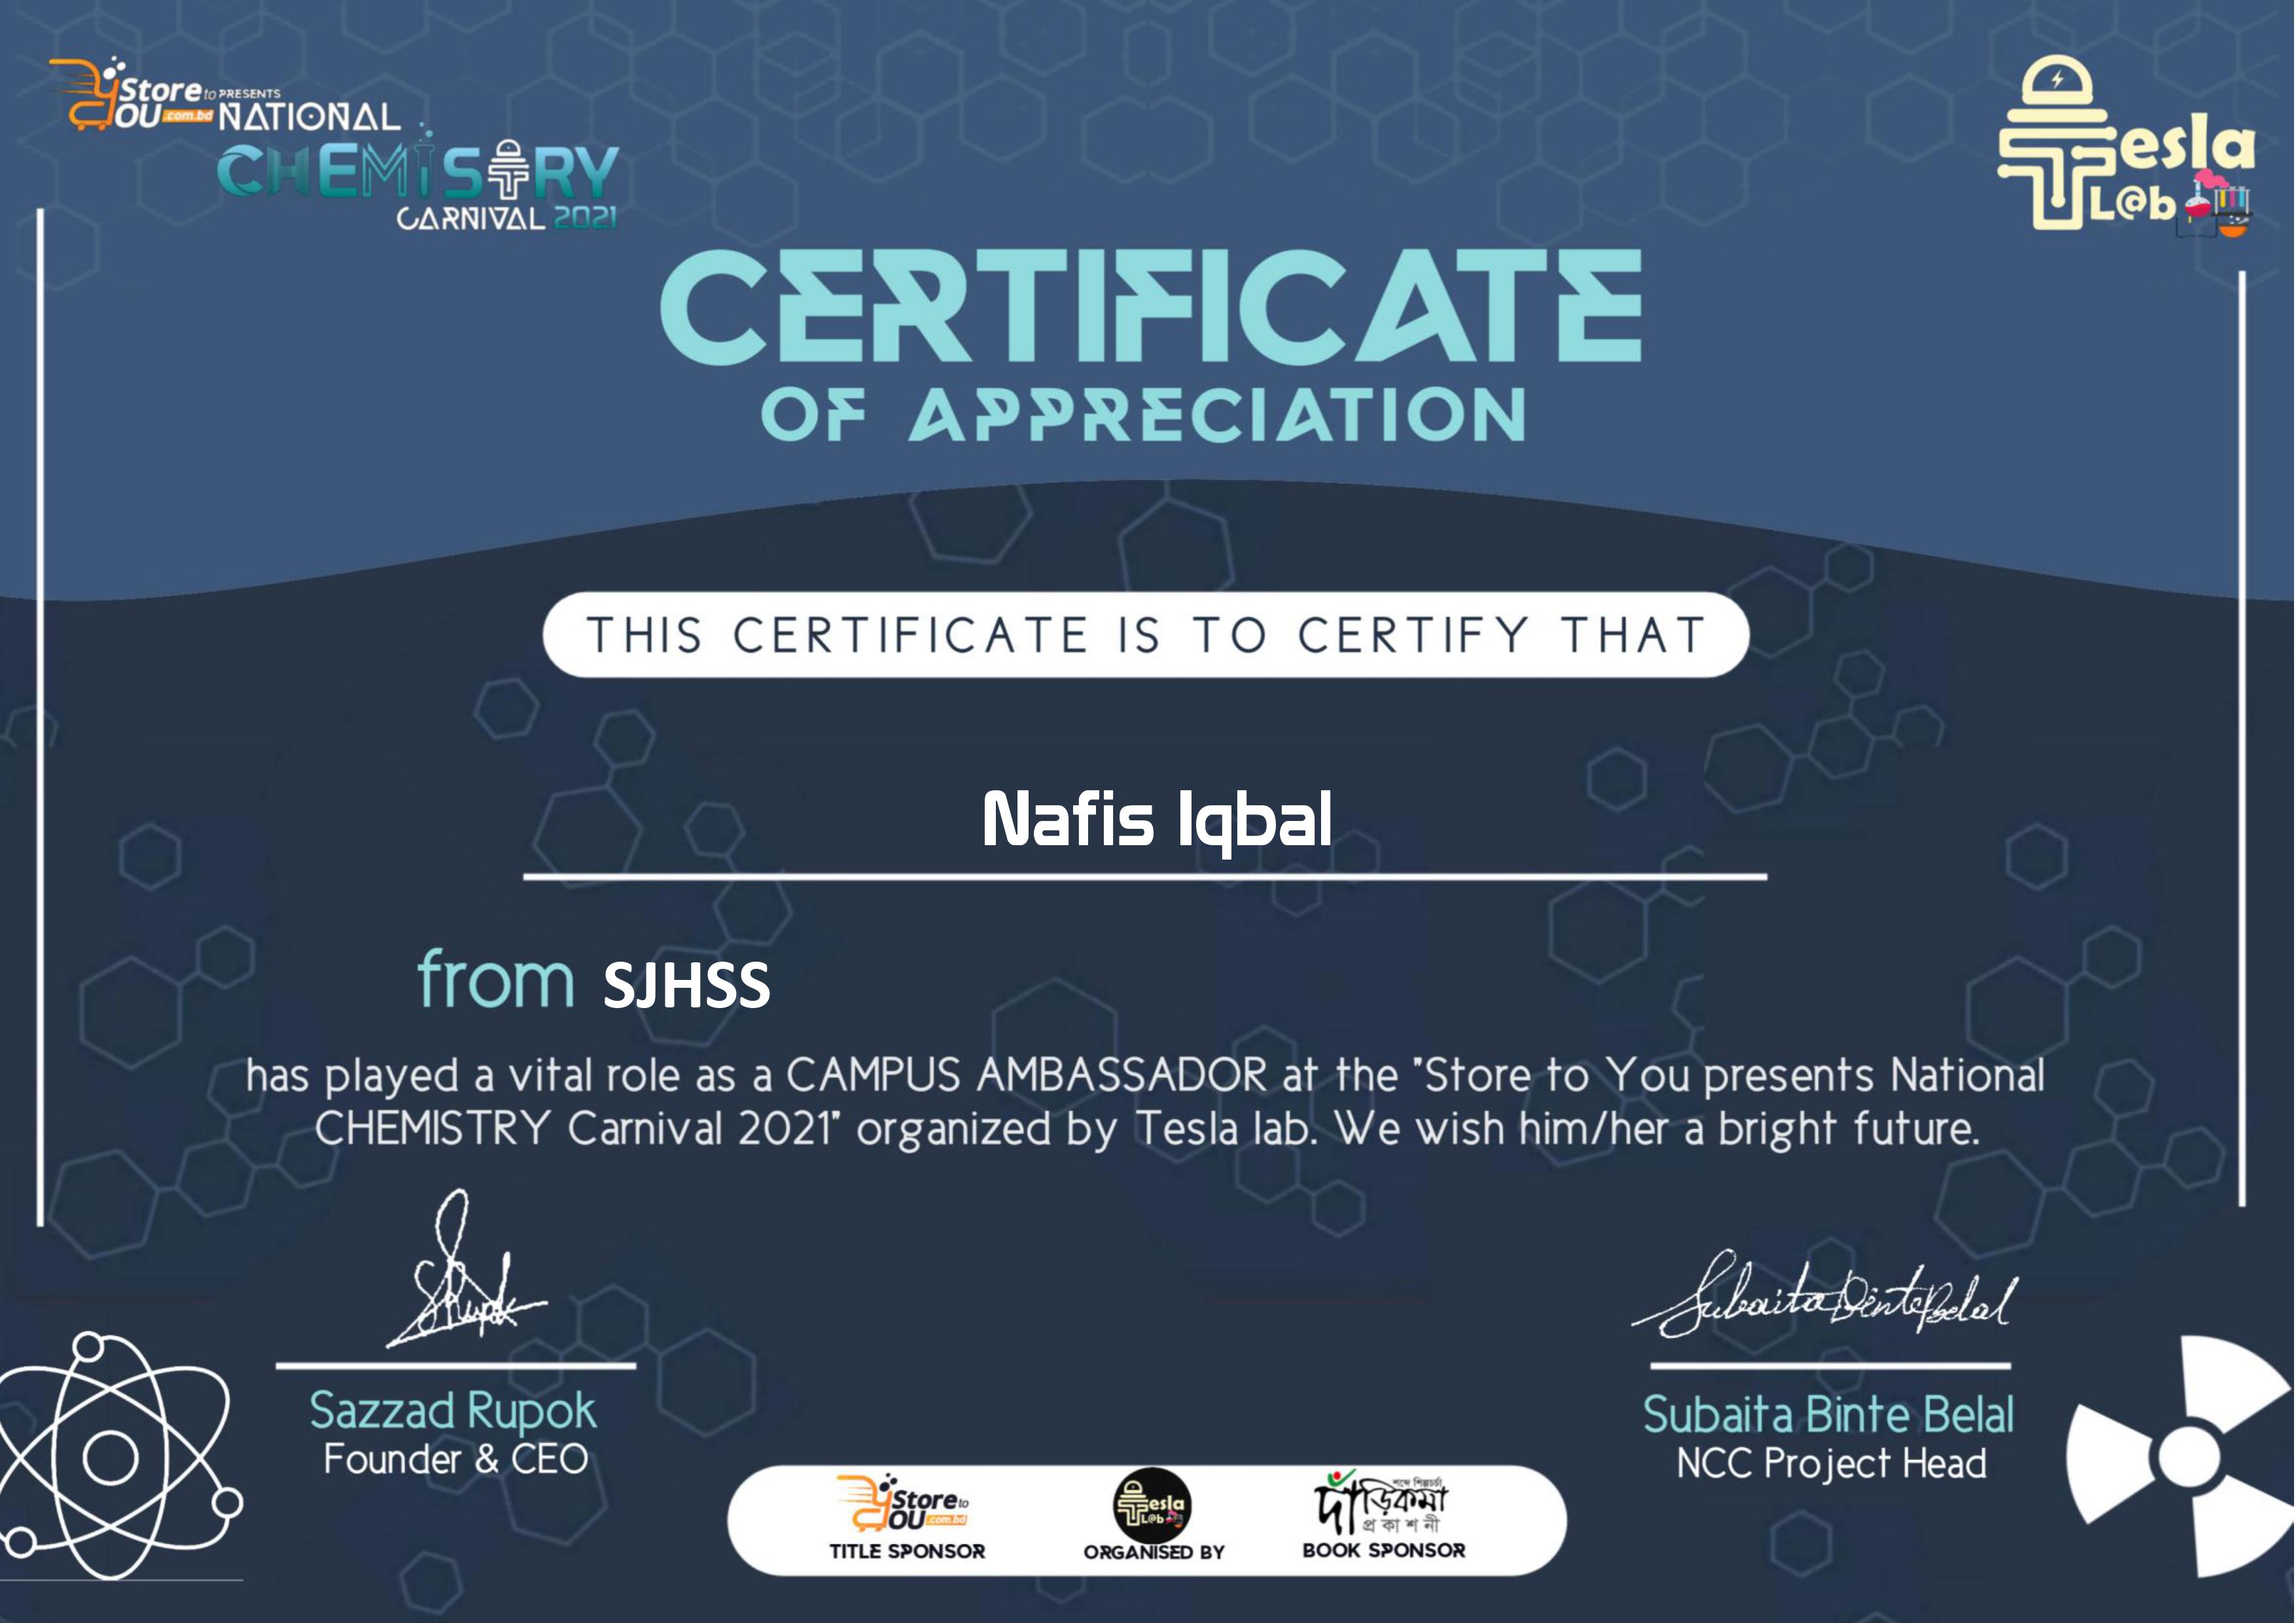 Store to YOU .com.bd PRESENTS
NATIONAL
CHEMISTRY
CARNIVAL 2021
Tesla
L@b
CERTIFICATE
OF APPRECIATION
THIS CERTIFICATE IS TO CERTIFY THAT
Nafis Iqbal
from SJHSS
has played a vital role as a CAMPUS AMBASSADOR at the "Store to You presents National
CHEMISTRY Carnival 2021" organized by Tesla lab. We wish him/her a bright future.
SRupok
Subaita Binte Belal
Sazzad Rupok
Founder & CEO
Subaita Binte Belal
NCC Project Head
Store to YOU .com.bd
TITLE SPONSOR
Tesla
L@b
ORGANISED BY
শব্দে শিল্পচর্চা
দাঁড়িকমা
প্রকাশনী
BOOK SPONSOR